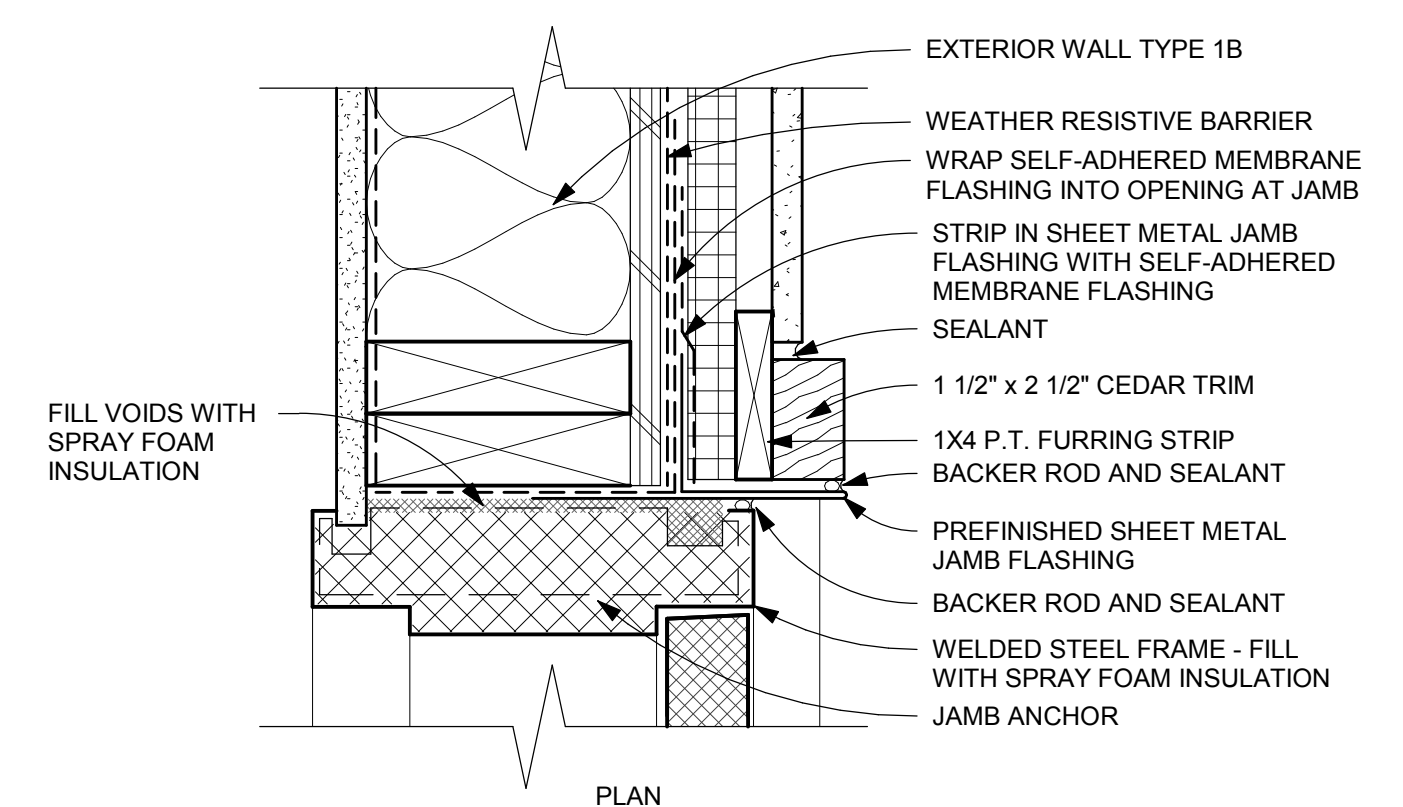 EXTERIOR WALL TYPE 1B
WEATHER RESISTIVE BARRIER
WRAP SELF-ADHERED MEMBRANE
FLASHING INTO OPENING AT JAMB
STRIP IN SHEET METAL JAMB
FLASHING WITH SELF-ADHERED
MEMBRANE FLASHING
SEALANT
1 1/2" x 2 1/2" CEDAR TRIM
FILL VOIDS WITH
SPRAY FOAM
INSULATION
1X4 P.T. FURRING STRIP
BACKER ROD AND SEALANT
PREFINISHED SHEET METAL
JAMB FLASHING
BACKER ROD AND SEALANT
WELDED STEEL FRAME - FILL
WITH SPRAY FOAM INSULATION
JAMB ANCHOR
PLAN